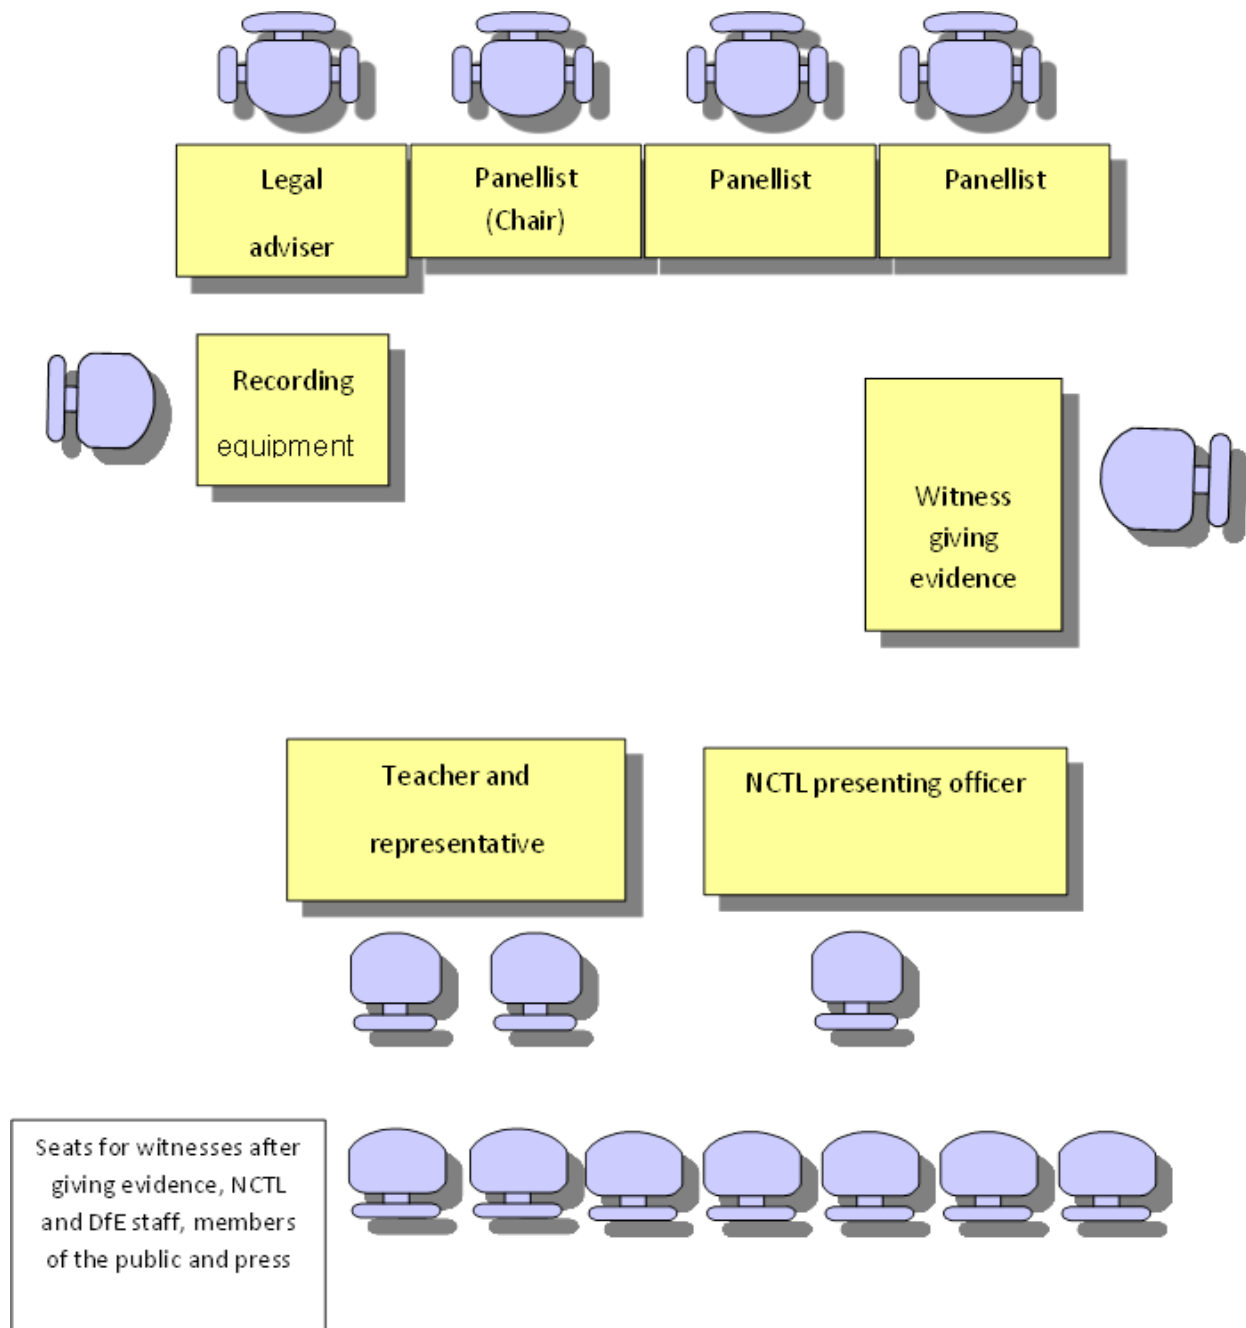 Legal
adviser
Panellist
(Chair)
Panellist
Panellist
Recording
equipment
Witness
giving
evidence
Teacher and
representative
NCTL presenting officer
Seats for witnesses after
giving evidence, NCTL
and DfE staff, members
of the public and press